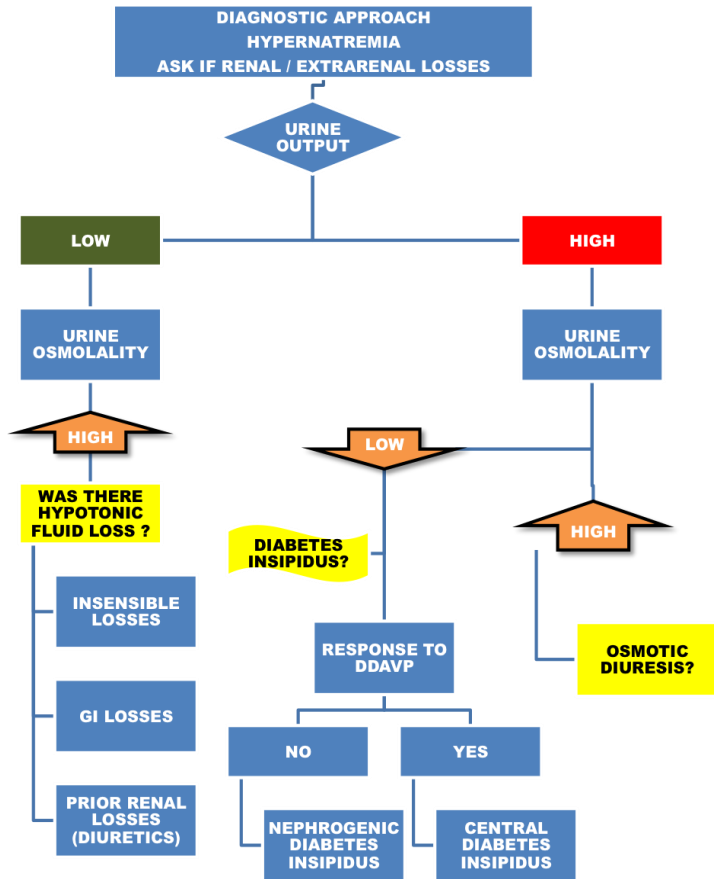 DIAGNOSTIC APPROACH
HYPERNATREMIA
ASK IF RENAL / EXTRARENAL LOSSES
URINE
OUTPUT
LOW
HIGH
URINE
OSMOLALITY
URINE
OSMOLALITY
HIGH
LOW
WAS THERE
HYPOTONIC
FLUID LOSS ?
HIGH
DIABETES
INSIPIDUS?
INSENSIBLE
LOSSES
RESPONSE TO
DDAVP
OSMOTIC
DIURESIS?
GI LOSSES
NO
YES
PRIOR RENAL
LOSSES
(DIURETICS)
NEPHROGENIC
DIABETES
INSIPIDUS
CENTRAL
DIABETES
INSIPIDUS